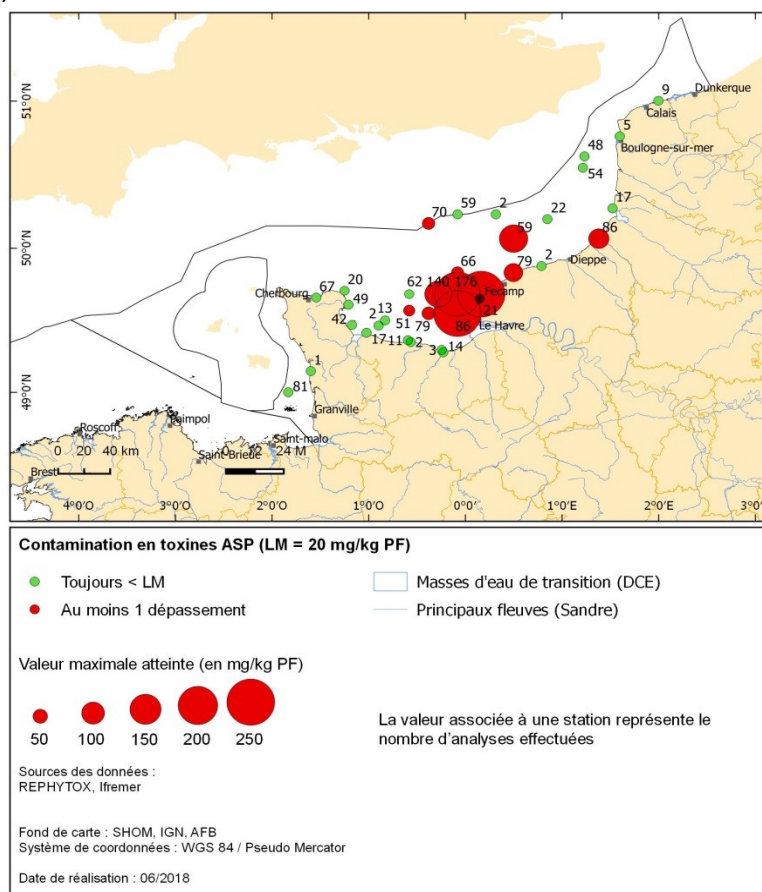 51°0'N
50°0'N
49°0'N
9
Dunkerque
Calais
5
Boulogne-sur-mer
48
54
17
59
2
22
70
59
86
66
79
2
Dieppe
20
67
Cherbourg
49
62
140
176
Fecamp
21
42
2
13
51
79
86
Le Havre
17
11
2
3
14
1
81
Granville
Roscoff
Paimpol
Saint-malo
Saint-Brieuc
Brest
0 20 40 km
0 12 24 M
4°0'O 3°0'O 2°0'O 1°0'O 0°0'O 1°0'E 2°0'E 3°0
Contamination en toxines ASP (LM = 20 mg/kg PF)
Toujours < LM
Au moins 1 dépassement
Masses d'eau de transition (DCE)
Principaux fleuves (Sandre)
Valeur maximale atteinte (en mg/kg PF)
50 100 150 200 250
La valeur associée à une station représente le
nombre d'analyses effectuées
Sources des données :
REPHYTOX, Ifremer
Fond de carte : SHOM, IGN, AFB
Système de coordonnées : WGS 84 / Pseudo Mercator
Date de réalisation : 06/2018